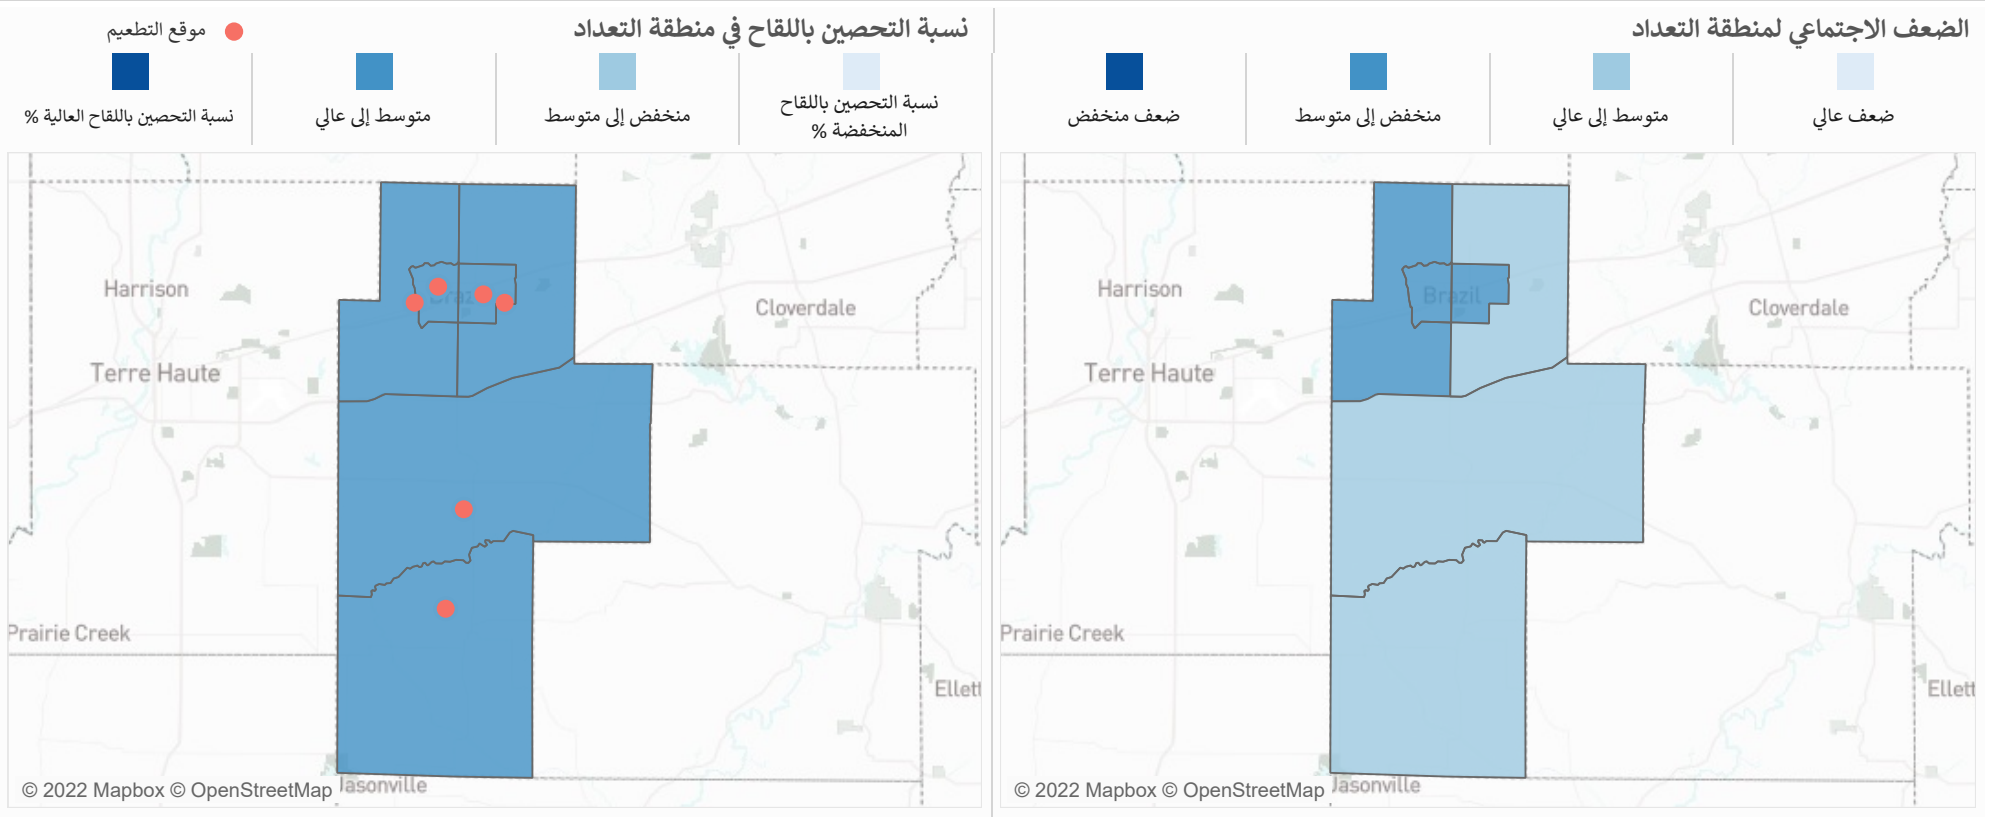 الضعف الاجتماعي لمنطقة التعداد
ضعف عالي
متوسط إلى عالي
منخفض إلى متوسط
ضعف منخفض
Harrison
Brazil
Cloverdale
Terre Haute
Prairie Creek
Ellett
Jasonville
© 2022 Mapbox © OpenStreetMap
نسبة التحصين باللقاح في منطقة التعداد
موقع التطعيم
نسبة التحصين باللقاح
المنخفضة %
منخفض إلى متوسط
متوسط إلى عالي
نسبة التحصين باللقاح العالية %
Harrison
Braz
Cloverdale
Terre Haute
Prairie Creek
Ellett
Jasonville
© 2022 Mapbox © OpenStreetMap